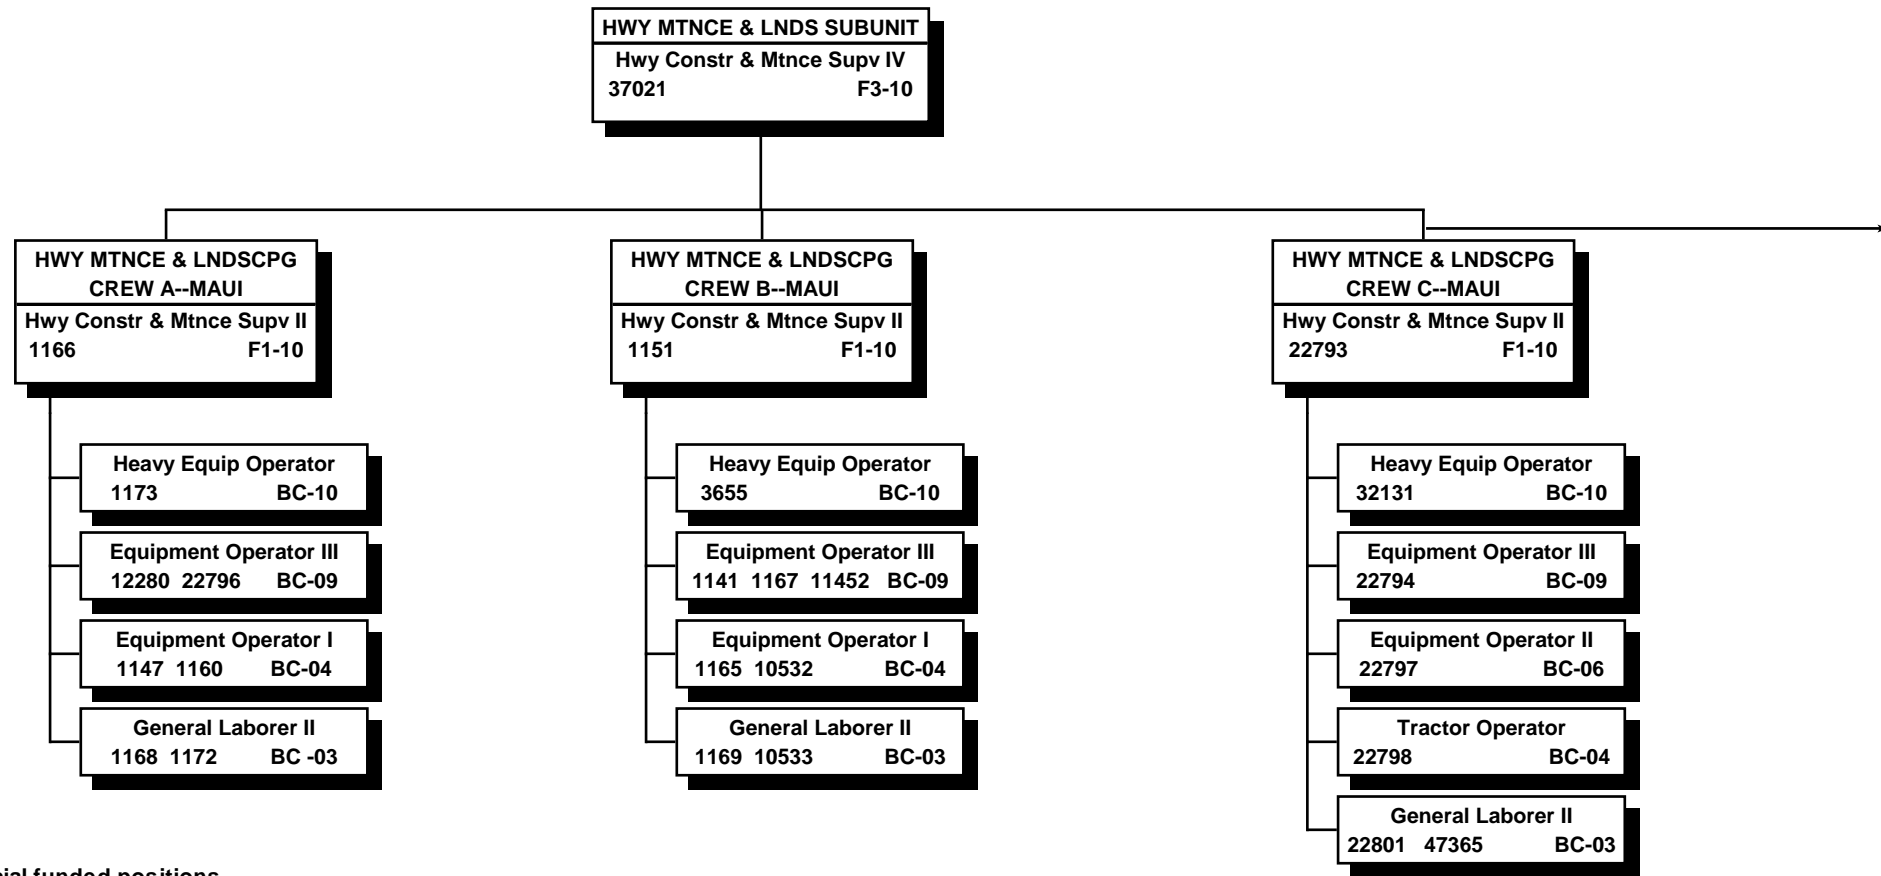 HWY MTNCE & LNDS SUBUNIT
Hwy Constr & Mtnce Supv IV
37021 F3-10
HWY MTNCE & LNDSCPG
CREW A--MAUI
Hwy Constr & Mtnce Supv II
1166 F1-10
Heavy Equip Operator
1173 BC-10
Equipment Operator III
12280 22796 BC-09
Equipment Operator I
1147 1160 BC-04
General Laborer II
1168 1172 BC -03
HWY MTNCE & LNDSCPG
CREW B--MAUI
Hwy Constr & Mtnce Supv II
1151 F1-10
Heavy Equip Operator
3655 BC-10
Equipment Operator III
1141 1167 11452 BC-09
Equipment Operator I
1165 10532 BC-04
General Laborer II
1169 10533 BC-03
HWY MTNCE & LNDSCPG
CREW C--MAUI
Hwy Constr & Mtnce Supv II
22793 F1-10
Heavy Equip Operator
32131 BC-10
Equipment Operator III
22794 BC-09
Equipment Operator II
22797 BC-06
Tractor Operator
22798 BC-04
General Laborer II
22801 47365 BC-03
funded positions